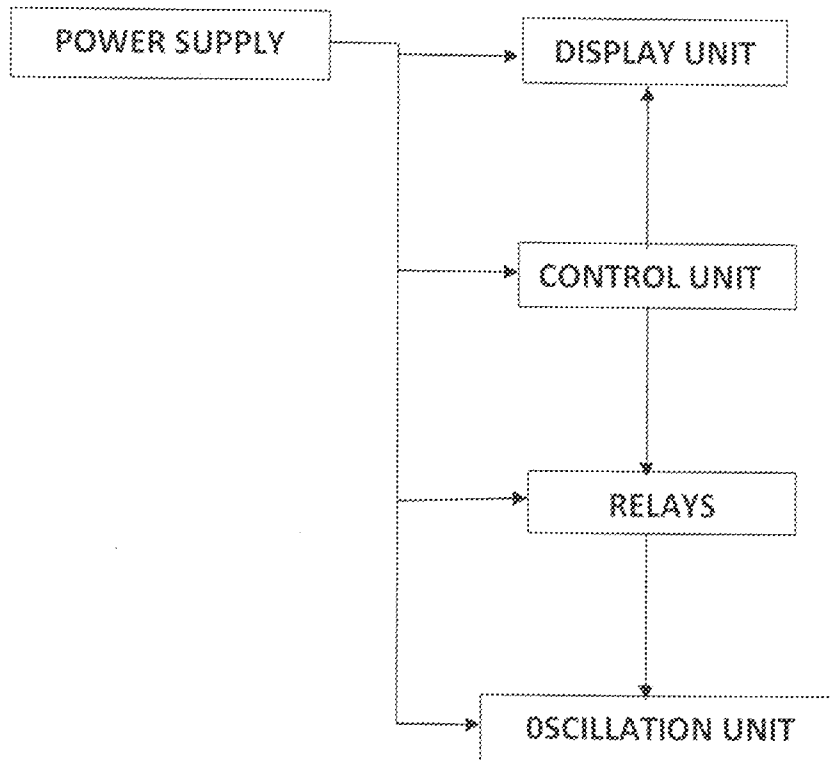 POWER SUPPLY
DISPLAY UNIT
CONTROL UNIT
RELAYS
0SCILLATION UNIT